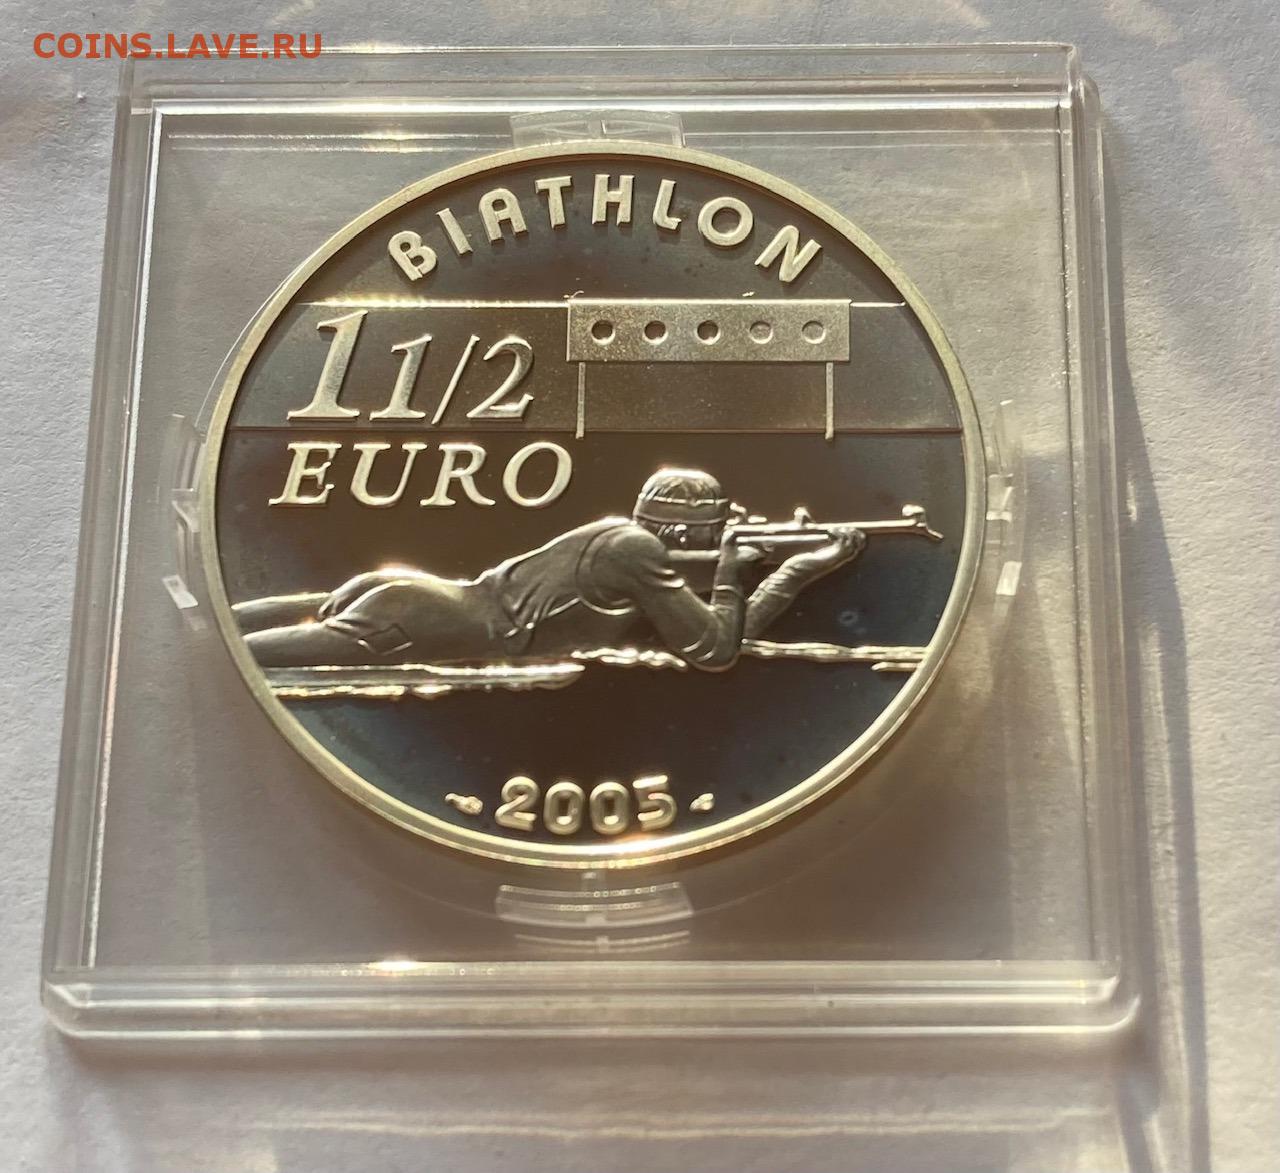 COINS.LAVE.RU
BIATHLON
1 1/2
EURO
2005